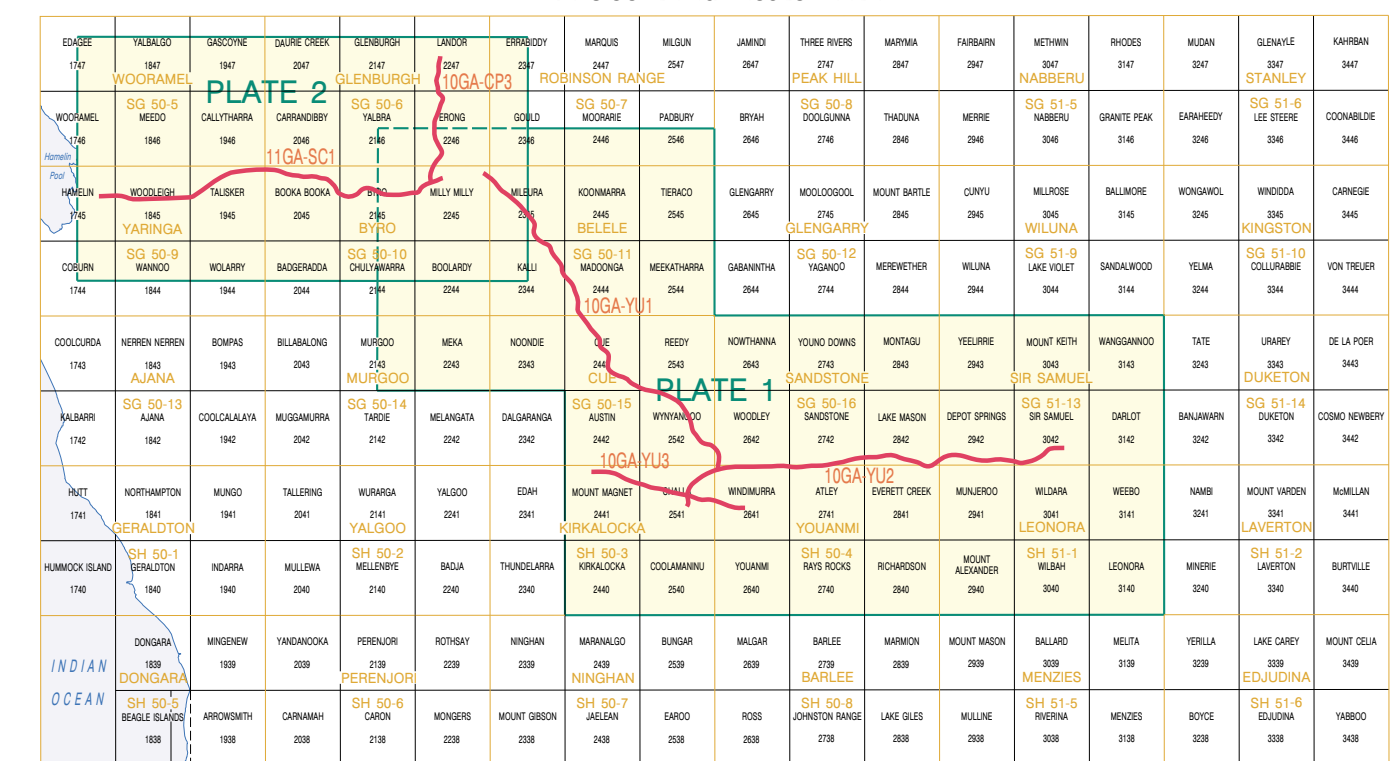 EDAGEE YALBALGO GASCOYNE DAURIE CREEK GLENBURGH LANDOR ERRABIDDY MARQUIS MILGUN JAMINDI THREE RIVERS MARYMIA FAIRBAIRN METHWIN RHODES MUDAN GLENAYLE KAHRBAN
1747 1847 1947 2047 2147 2247 2347 2447 2547 2647 2747 2847 2947 3047 3147 3247 3347 3447
WOORAMEL GLENBURGH 10GA-CP3 ROBINSON RANGE PEAK HILL NABBERU STANLEY
PLATE 2
SG 50-5 SG 50-6 SG 50-7 SG 50-8 SG 51-5 SG 51-6
WOORAMEL MEEDO CALLYTHARRA CARRANDIBBY YALBRA ERONG GOULD MOORARIE PADBURY BRYAH DOOLGUNNA THADUNA MERRIE NABBERU GRANITE PEAK EARAHEEDY LEE STEERE COONABILDIE
1746 1846 1946 2046 2146 2246 2346 2446 2546 2646 2746 2846 2946 3046 3146 3246 3346 3446
Hamelin 11GA-SC1
Pool
HAMELIN WOODLEIGH TALISKER BOOKA BOOKA BYRO MILLY MILLY MILEURA KOONMARRA TIERACO GLENGARRY MOOLOOGOOL MOUNT BARTLE CUNYU MILLROSE BALLIMORE WONGAWOL WINDIDDA CARNEGIE
1745 1845 1945 2045 2145 2245 2345 2445 2545 2645 2745 2845 2945 3045 3145 3245 3345 3445
YARINGA BYRO BELELE GLENGARRY WILUNA KINGSTON
SG 50-9 SG 50-10 SG 50-11 SG 50-12 SG 51-9 SG 51-10
COBURN WANNOO WOLARRY BADGERADDA CHULYAWARRA BOOLARDY KALLI MADOONGA MEEKATHARRA GABANINTHA YAGANOO MEREWETHER WILUNA LAKE VIOLET SANDALWOOD YELMA COLLURABBIE VON TREUER
1744 1844 1944 2044 2144 2244 2344 2444 2544 2644 2744 2844 2944 3044 3144 3244 3344 3444
10GA-YU1
COOLCURDA NERREN NERREN BOMPAS BILLABALONG MURGOO MEKA NOONDIE CUE REEDY NOWTHANNA YOUNO DOWNS MONTAGU YEELIRRIE MOUNT KEITH WANGGANNOO TATE URAREY DE LA POER
1743 1843 1943 2043 2143 2243 2343 2443 2543 2643 2743 2843 2943 3043 3143 3243 3343 3443
AJANA MURGOO CUE SANDSTONE SIR SAMUEL DUKETON
PLATE 1
SG 50-13 SG 50-14 SG 50-15 SG 50-16 SG 51-13 SG 51-14
KALBARRI AJANA COOLCALALAYA MUGGAMURRA TARDIE MELANGATA DALGARANGA AUSTIN WYNYANGOO WOODLEY SANDSTONE LAKE MASON DEPOT SPRINGS SIR SAMUEL DARLOT BANJAWARN DUKETON COSMO NEWBERY
1742 1842 1942 2042 2142 2242 2342 2442 2542 2642 2742 2842 2942 3042 3142 3242 3342 3442
10GA-YU3 10GA-YU2
HUTT NORTHAMPTON MUNGO TALLERING WURARGA YALGOO EDAH MOUNT MAGNET WINDIMURRA ATLEY EVERETT CREEK MUNJEROO WILDARA WEEBO NAMBI MOUNT VARDEN McMILLAN
1741 1841 1941 2041 2141 2241 2341 2441 2541 2641 2741 2841 2941 3041 3141 3241 3341 3441
GERALDTON YALGOO KIRKALOCKA YOUANMI LEONORA LAVERTON
SH 50-1 SH 50-2 SH 50-3 SH 50-4 SH 51-1 SH 51-2
HUMMOCK ISLAND GERALDTON INDARRA MULLEWA MELLENBYE BADJA THUNDELARRA KIRKALOCKA COOLAMANINU YOUANMI RAYS ROCKS RICHARDSON MOUNT ALEXANDER WILBAH LEONORA MINERIE LAVERTON BURTVILLE
1740 1840 1940 2040 2140 2240 2340 2440 2540 2640 2740 2840 2940 3040 3140 3240 3340 3440
DONGARA MINGENEW YANDANOOKA PERENJORI ROTHSAY NINGHAN MARANALGO BUNGAR MALGAR BARLEE MARMION MOUNT MASON BALLARD MELITA YERILLA LAKE CAREY MOUNT CELIA
INDIAN 1839 1939 2039 2139 2239 2339 2439 2539 2639 2739 2839 2939 3039 3139 3239 3339 3439
DONGARA PERENJORI NINGHAN BARLEE MENZIES EDJUDINA
OCEAN SH 50-5 SH 50-6 SH 50-7 SH 50-8 SH 51-5 SH 51-6
BEAGLE ISLANDS ARROWSMITH CARNAMAH CARON MONGERS MOUNT GIBSON JAELEAN EAROO ROSS JOHNSTON RANGE LAKE GILES MULLINE RIVERINA MENZIES BOYCE EDJUDINA YABBOO
1838 1938 2038 2138 2238 2338 2438 2538 2638 2738 2838 2938 3038 3138 3238 3338 3438